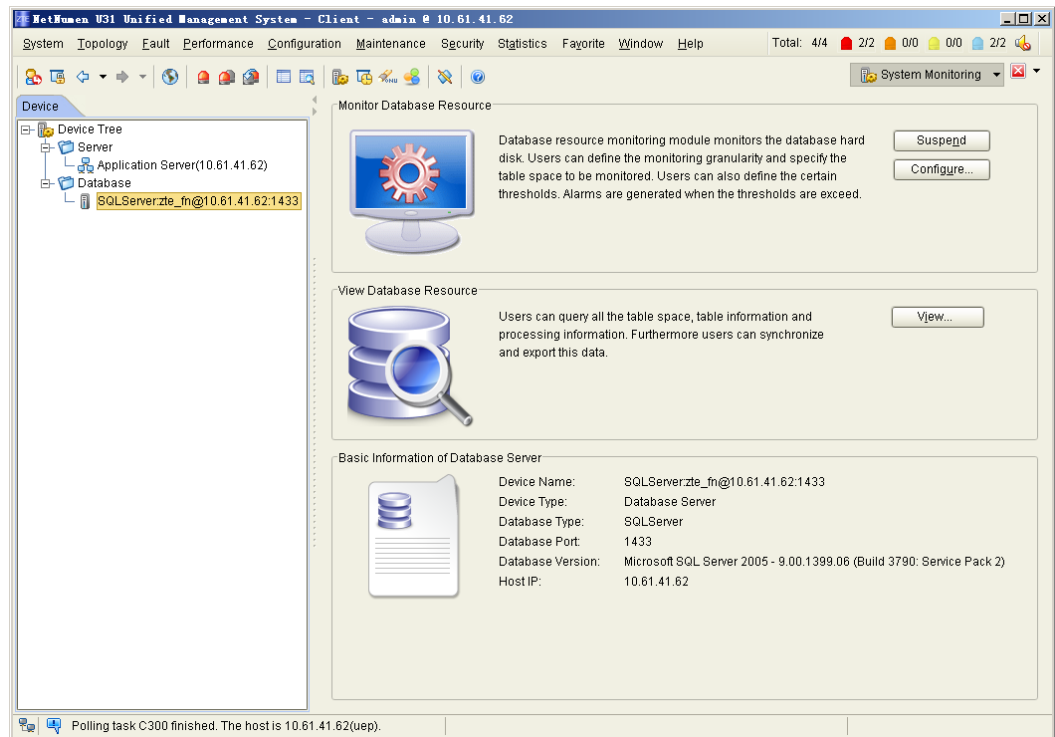 ZTE NetNumen U31 Unified Management System - Client - admin @ 10.61.41.62
System Topology Fault Performance Configuration Maintenance Security Statistics Favorite Window Help Total: 4/4 2/2 0/0 0/0 2/2
System Monitoring
Device
Device Tree
Server
Application Server(10.61.41.62)
Database
SQLServer:zte_fn@10.61.41.62:1433
Monitor Database Resource
Database resource monitoring module monitors the database hard
disk. Users can define the monitoring granularity and specify the
table space to be monitored. Users can also define the certain
thresholds. Alarms are generated when the thresholds are exceed.
Suspend
Configure...
View Database Resource
Users can query all the table space, table information and
processing information. Furthermore users can synchronize
and export this data.
View...
Basic Information of Database Server
Device Name: SQLServer:zte_fn@10.61.41.62:1433
Device Type: Database Server
Database Type: SQLServer
Database Port: 1433
Database Version: Microsoft SQL Server 2005 - 9.00.1399.06 (Build 3790: Service Pack 2)
Host IP: 10.61.41.62
Polling task C300 finished. The host is 10.61.41.62(uep).